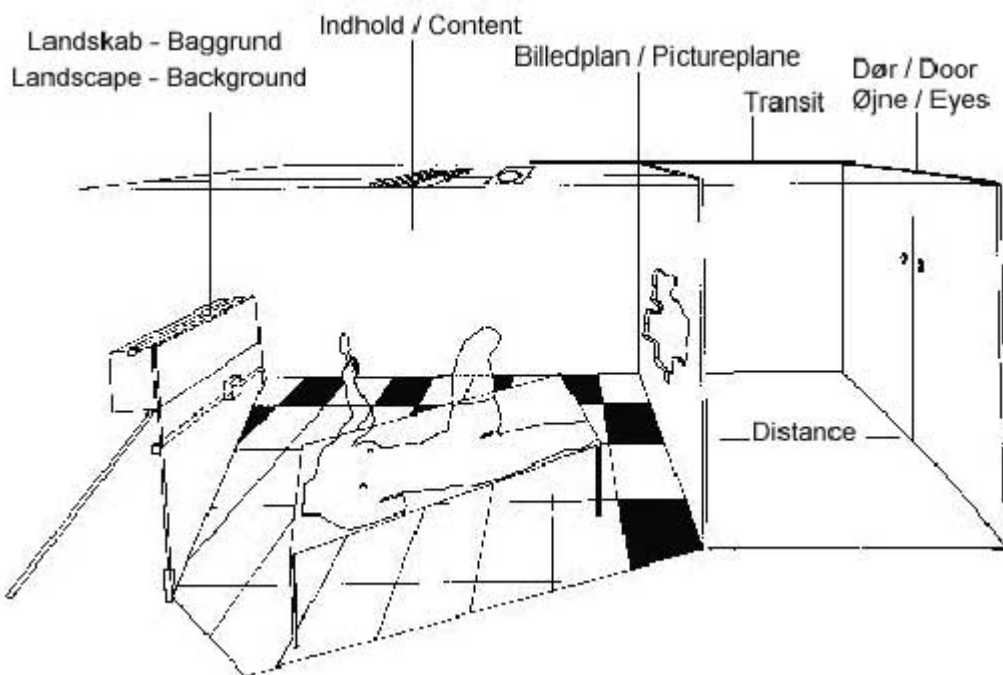 Landskab - Baggrund
Landscape - Background
Indhold / Content
Billedplan / Pictureplane
Transit
Dør / Door
Øjne / Eyes
Distance